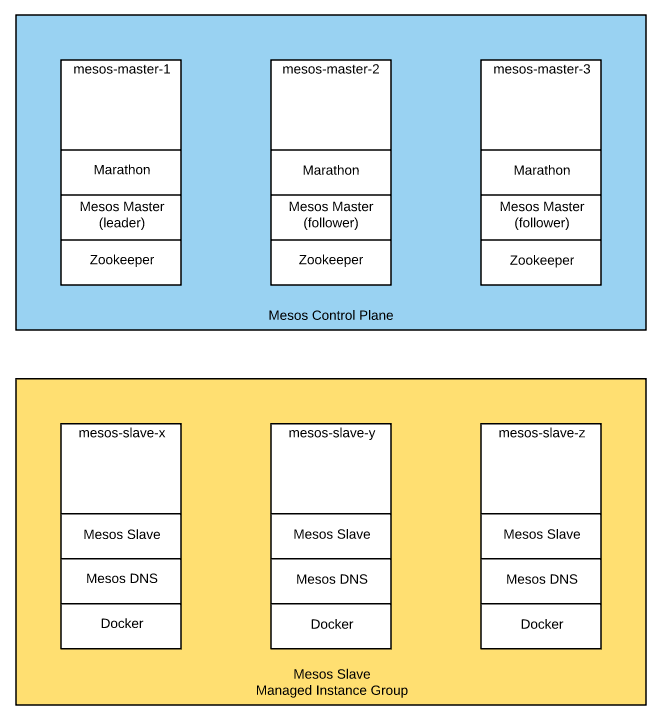 mesos-master-1
Marathon
Mesos Master
(leader)
Zookeeper
mesos-master-2
Marathon
Mesos Master
(follower)
Zookeeper
mesos-master-3
Marathon
Mesos Master
(follower)
Zookeeper
Mesos Control Plane
mesos-slave-x
Mesos Slave
Mesos DNS
Docker
mesos-slave-y
Mesos Slave
Mesos DNS
Docker
mesos-slave-z
Mesos Slave
Mesos DNS
Docker
Mesos Slave
Managed Instance Group